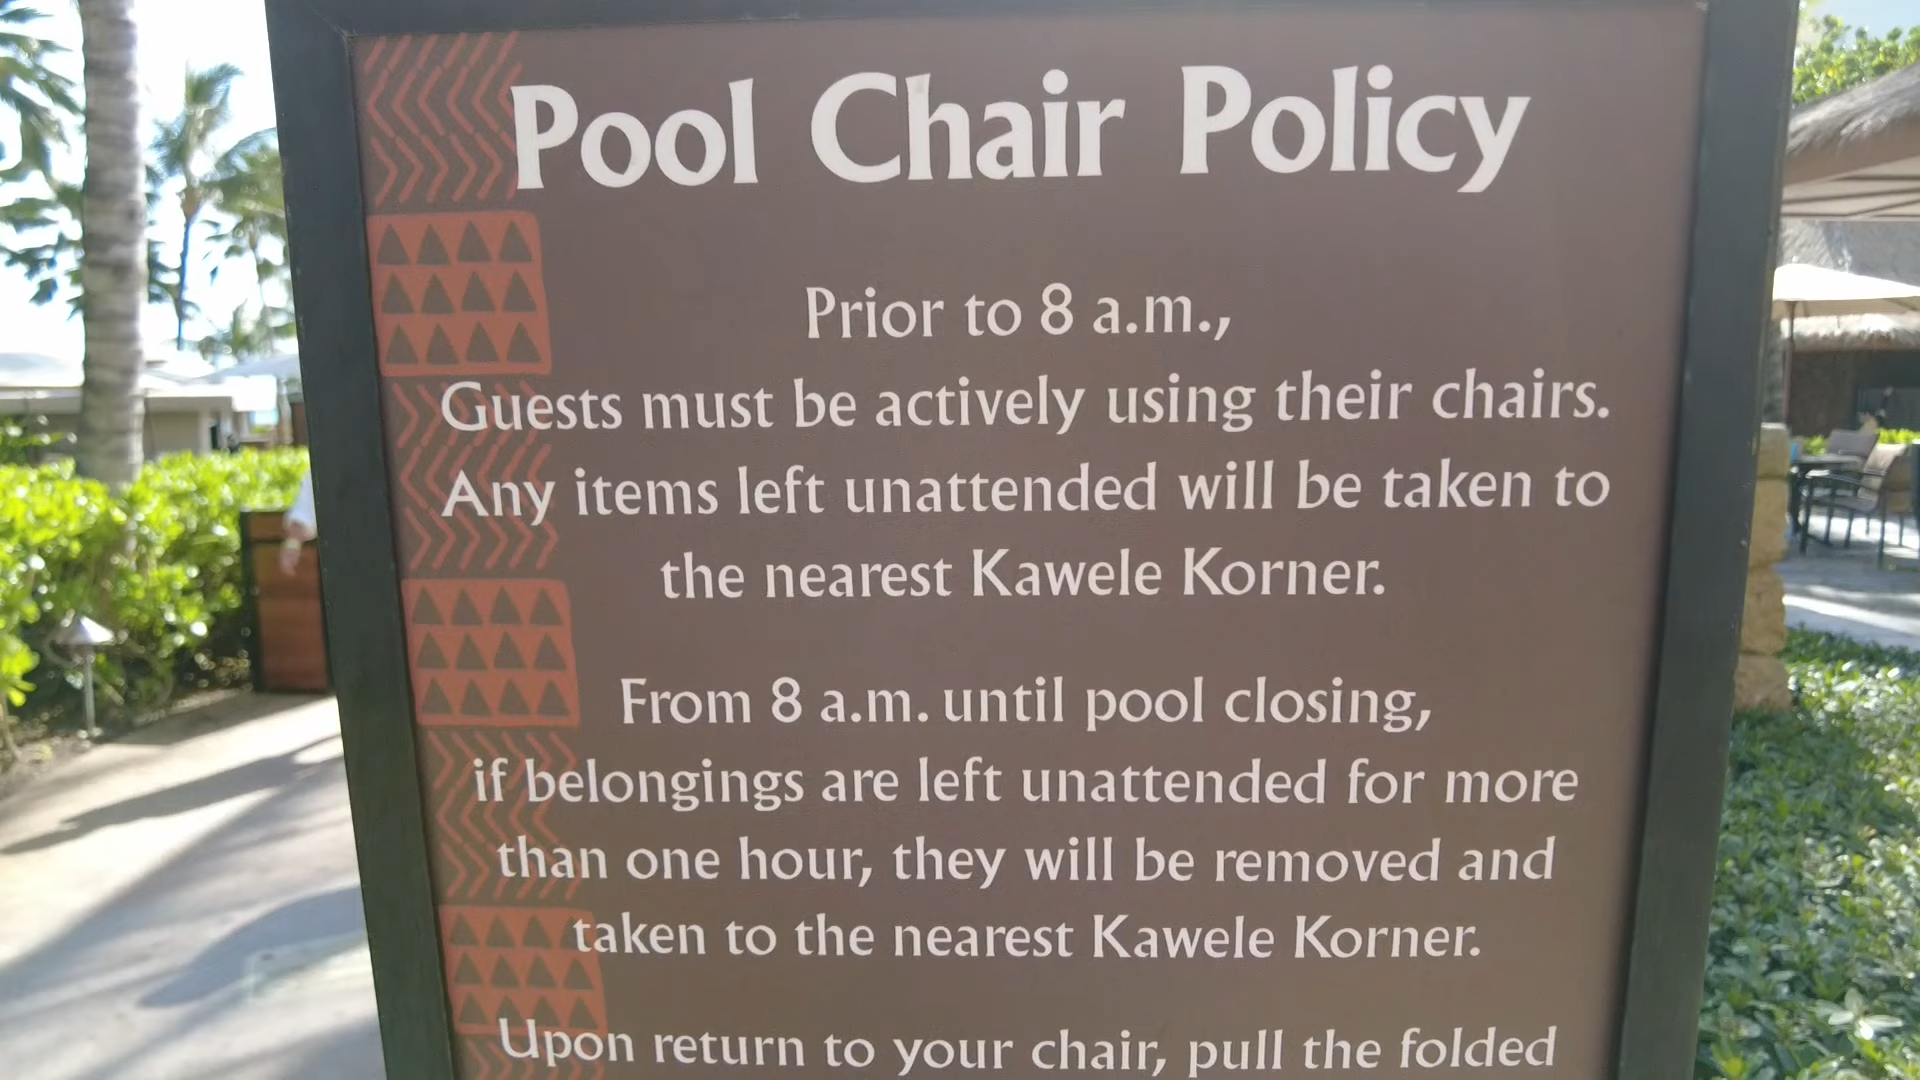 Pool Chair Policy
Prior to 8 a.m.,
Guests must be actively using their chairs.
Any items left unattended will be taken to
the nearest Kawele Korner.
From 8 a.m. until pool closing,
if belongings are left unattended for more
than one hour, they will be removed and
taken to the nearest Kawele Korner.
Upon return to your chair, pull the folded